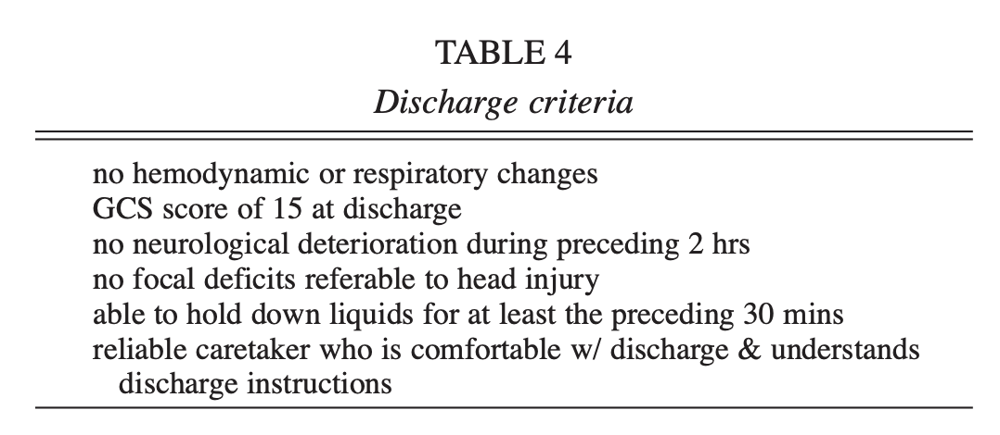 TABLE 4
Discharge criteria
no hemodynamic or respiratory changes
GCS score of 15 at discharge
no neurological deterioration during preceding 2 hrs
no focal deficits referable to head injury
able to hold down liquids for at least the preceding 30 mins
reliable caretaker who is comfortable w/ discharge & understands
discharge instructions